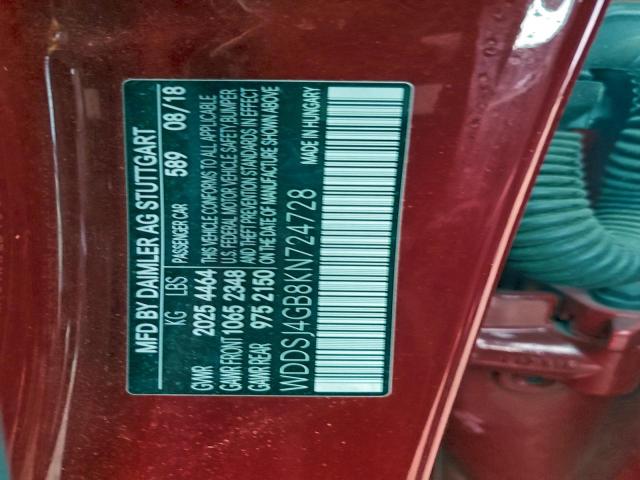 MFD BY DAIMLER AG STUTTGART
KG LBS PASSENGER CAR 589 08/18
GVWR 2025 4464 THIS VEHICLE CONFORMS TO ALL APPLICABLE
GAWR FRONT 1065 2348 U.S. FEDERAL MOTOR VEHICLE SAFETY BUMPER
GAWR REAR 975 2150 AND THEFT PREVENTION STANDARDS IN EFFECT
ON THE DATE OF MANUFACTURE SHOWN ABOVE
WDDSJ4GB8KN724728 MADE IN HUNGARY